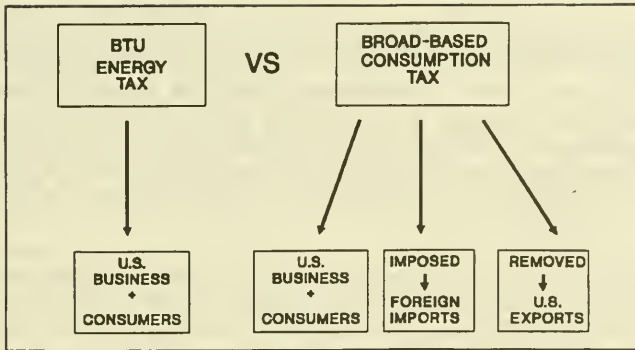 BTU
ENERGY
TAX
VS
BROAD-BASED
CONSUMPTION
TAX
U.S.
BUSINESS
+
CONSUMERS
U.S.
BUSINESS
+
CONSUMERS
IMPOSED
FOREIGN
IMPORTS
REMOVED
U.S.
EXPORTS